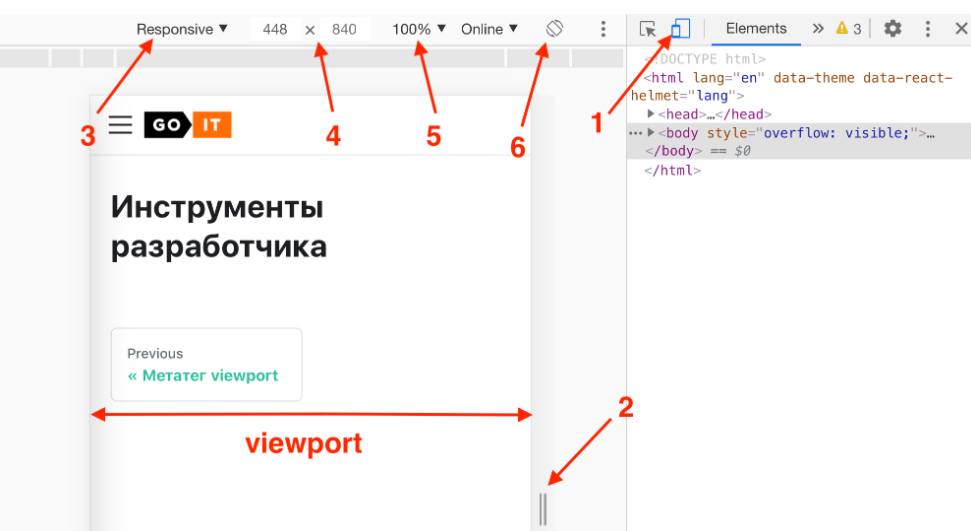 Responsive ▼ 448 × 840 100% ▼ Online ▼
Elements » 3
3
4
5
6
1
GO IT
Инструменты
разработчика
Previous
« Метатег viewport
viewport
2
<!DOCTYPE html>
<html lang="en" data-theme data-react-
helmet="lang">
▶<head>…</head>
…▶<body style="overflow: visible;">…
</body> == $0
</html>